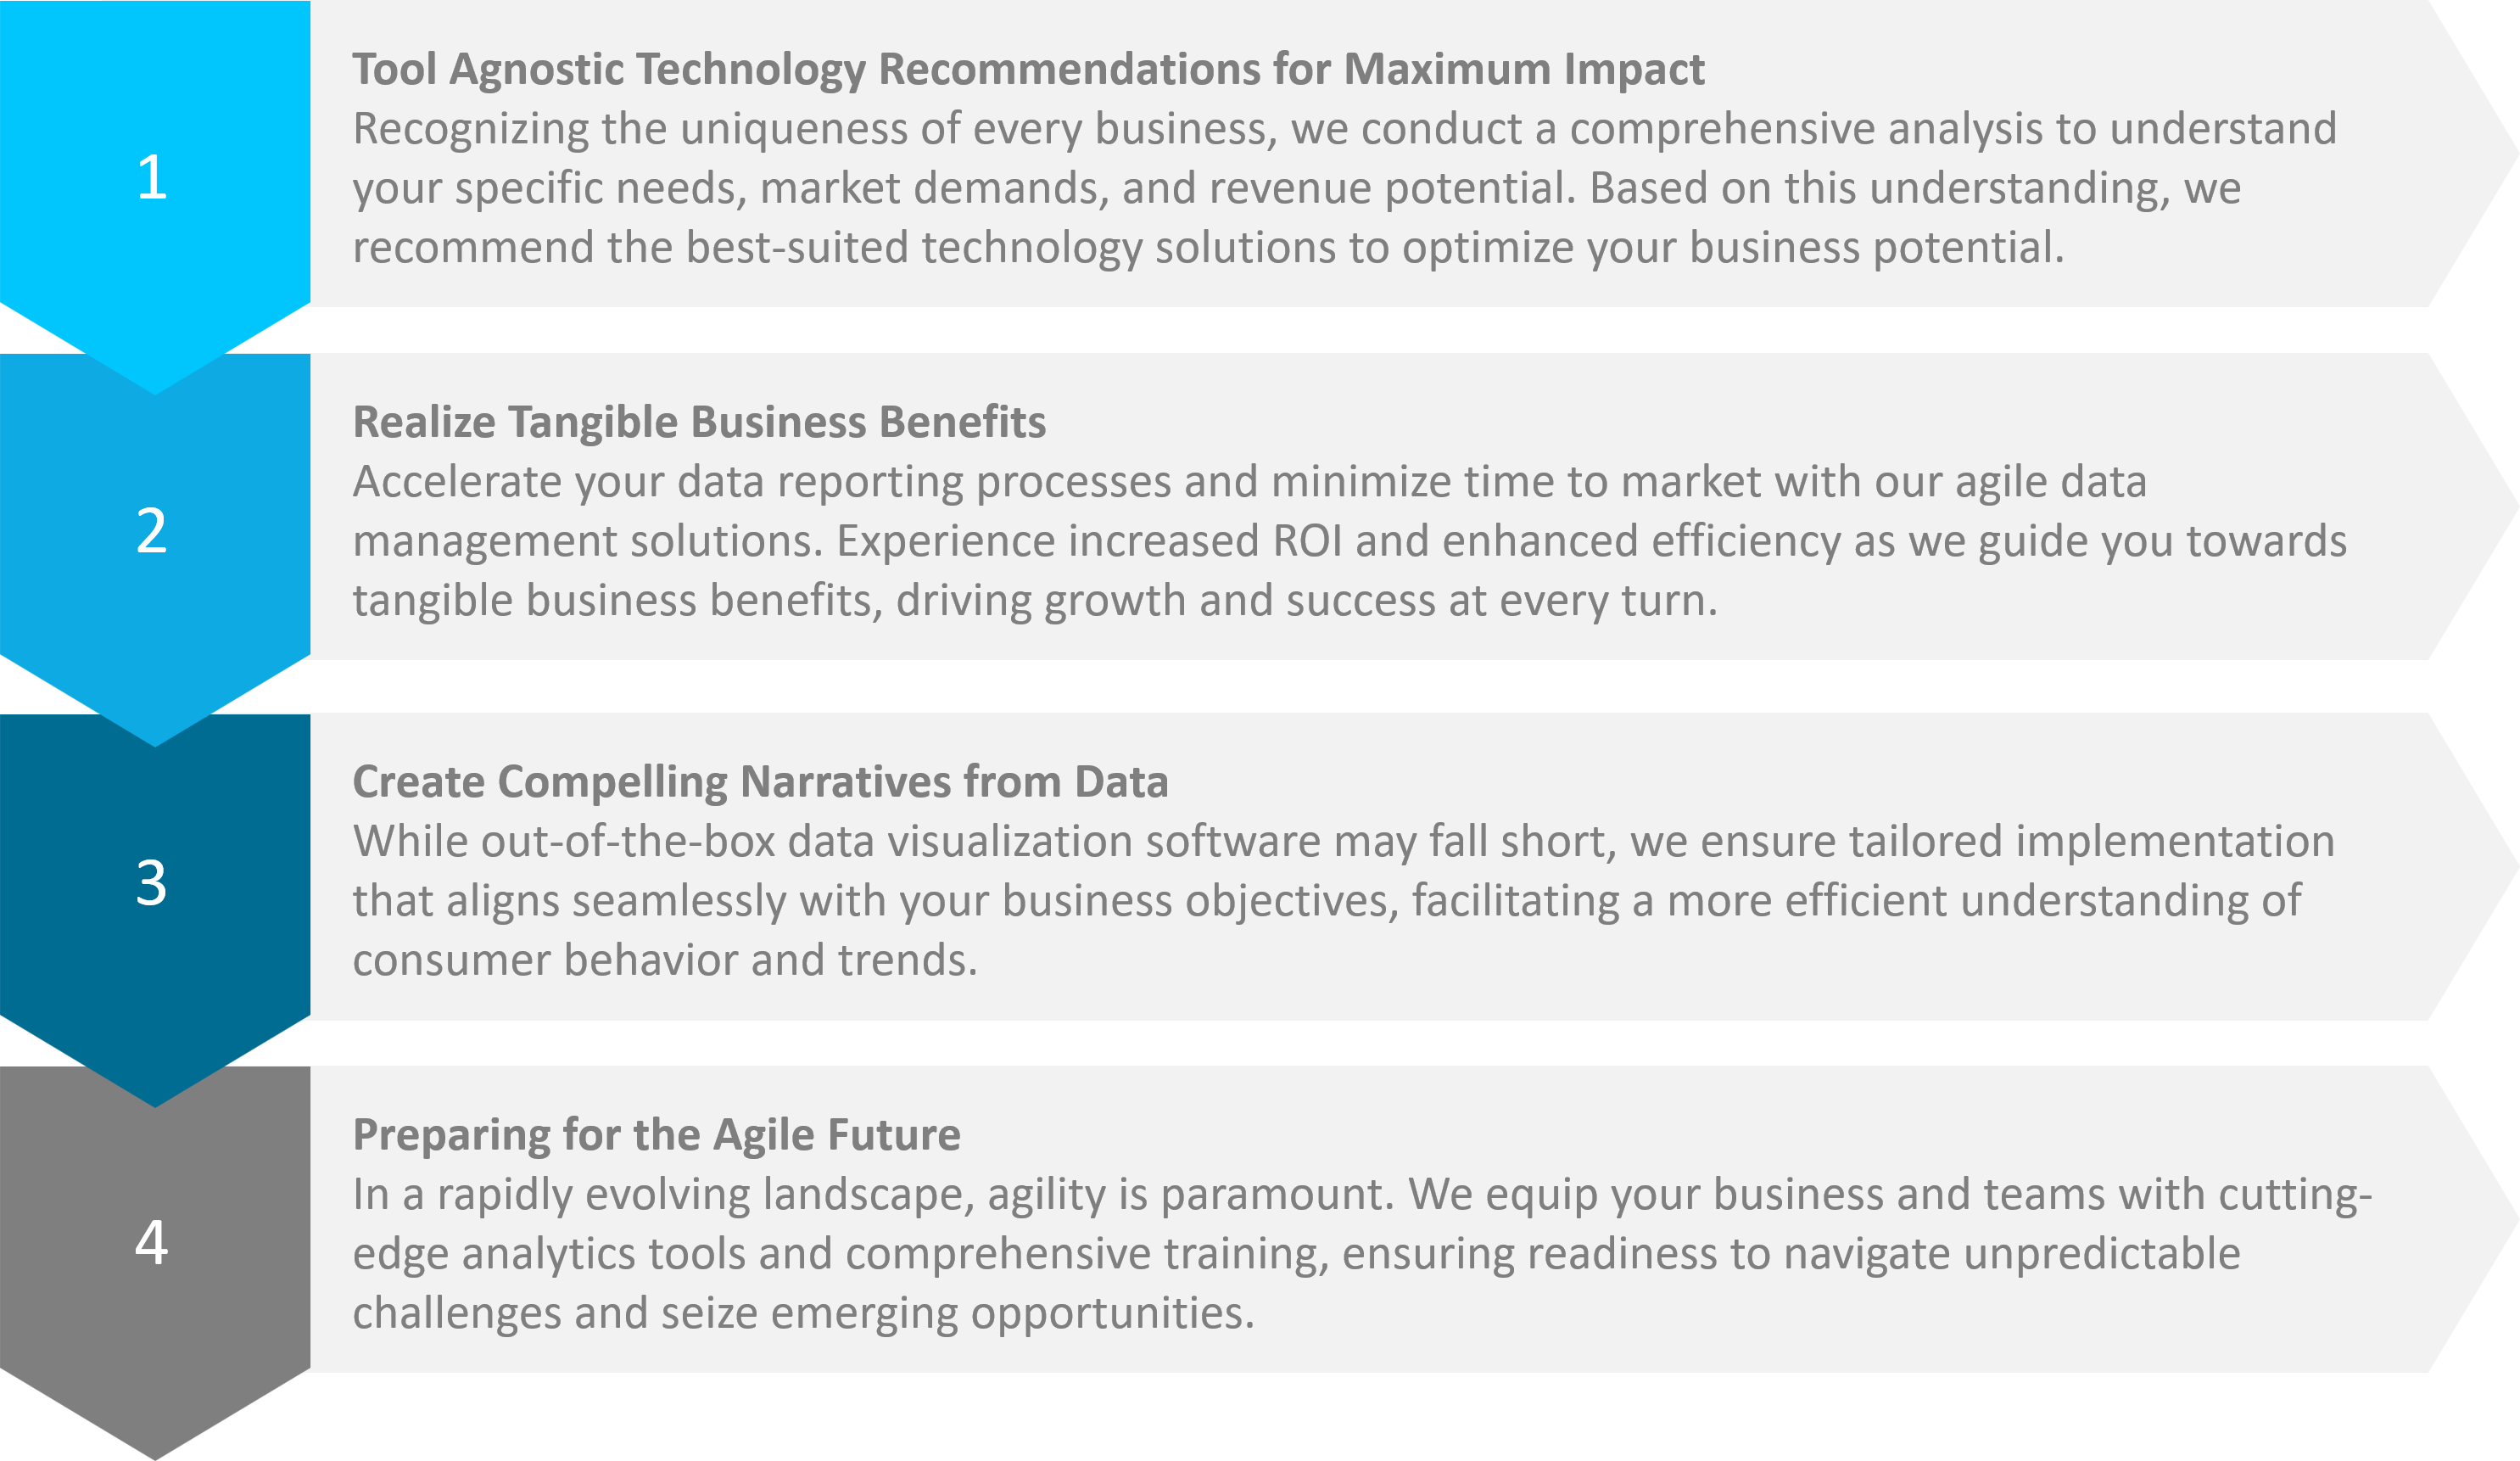 1
Tool Agnostic Technology Recommendations for Maximum Impact
Recognizing the uniqueness of every business, we conduct a comprehensive analysis to understand
your specific needs, market demands, and revenue potential. Based on this understanding, we
recommend the best-suited technology solutions to optimize your business potential.
2
Realize Tangible Business Benefits
Accelerate your data reporting processes and minimize time to market with our agile data
management solutions. Experience increased ROI and enhanced efficiency as we guide you towards
tangible business benefits, driving growth and success at every turn.
3
Create Compelling Narratives from Data
While out-of-the-box data visualization software may fall short, we ensure tailored implementation
that aligns seamlessly with your business objectives, facilitating a more efficient understanding of
consumer behavior and trends.
4
Preparing for the Agile Future
In a rapidly evolving landscape, agility is paramount. We equip your business and teams with cutting-
edge analytics tools and comprehensive training, ensuring readiness to navigate unpredictable
challenges and seize emerging opportunities.